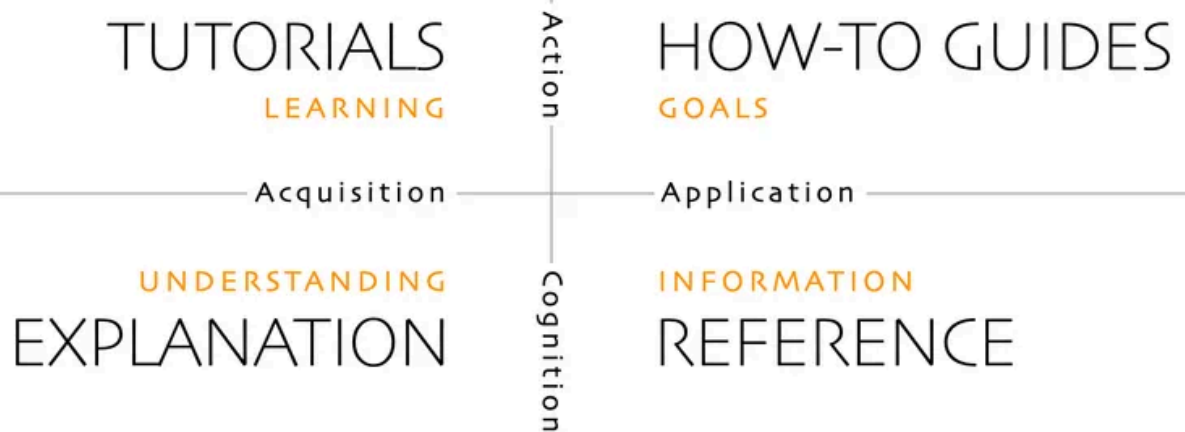 TUTORIALS
LEARNING
Action
HOW-TO GUIDES
GOALS
Acquisition
Application
UNDERSTANDING
EXPLANATION
Cognition
INFORMATION
REFERENCE